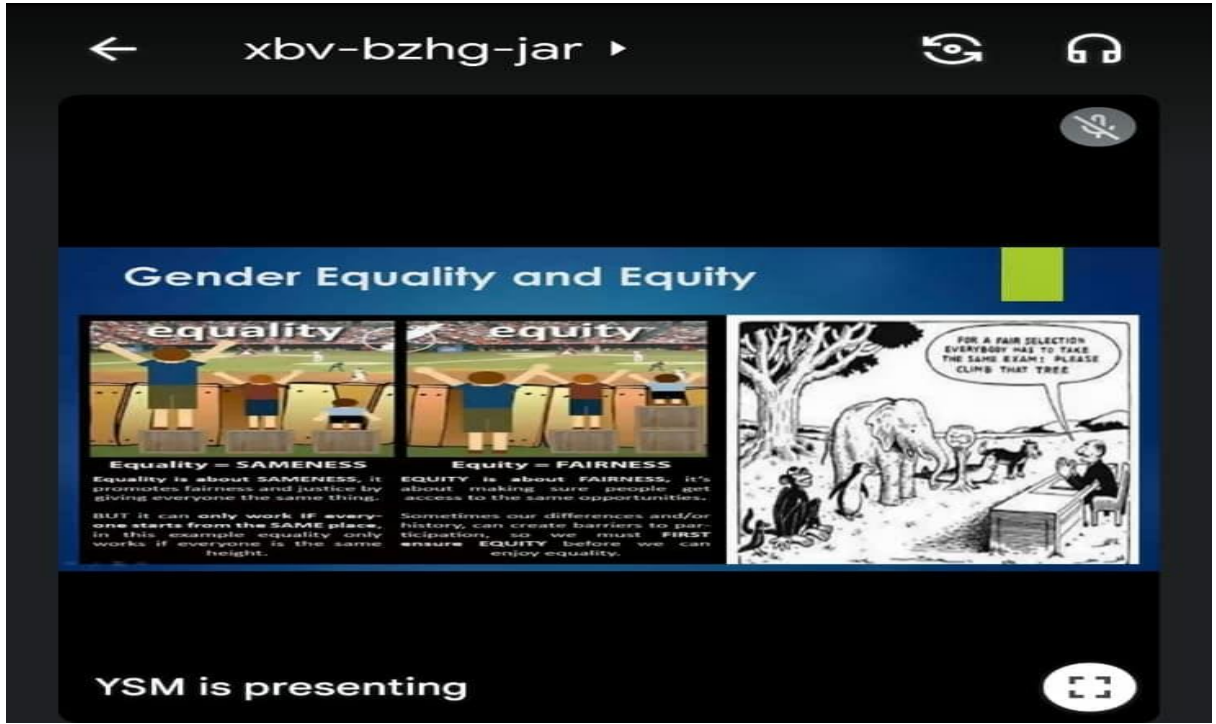 xbv-bzhg-jar
Gender Equality and Equity
equality
equity
FOR A FAIR SELECTION
EVERYBODY HAS TO TAKE
THE SAME EXAM: PLEASE
CLIMB THAT TREE
Equality = SAMENESS
Equality is about SAMENESS, it
promotes fairness and justice by
giving everyone the same thing.
BUT it can only work IF every-
one starts from the SAME place,
in this example equality only
works if everyone is the same
height.
Equity = FAIRNESS
EQUITY is about FAIRNESS, it's
about making sure people get
access to the same opportunities.
Sometimes our differences and/or
history, can create barriers to par-
ticipation, so we must FIRST
ensure EQUITY before we can
enjoy equality.
YSM is presenting